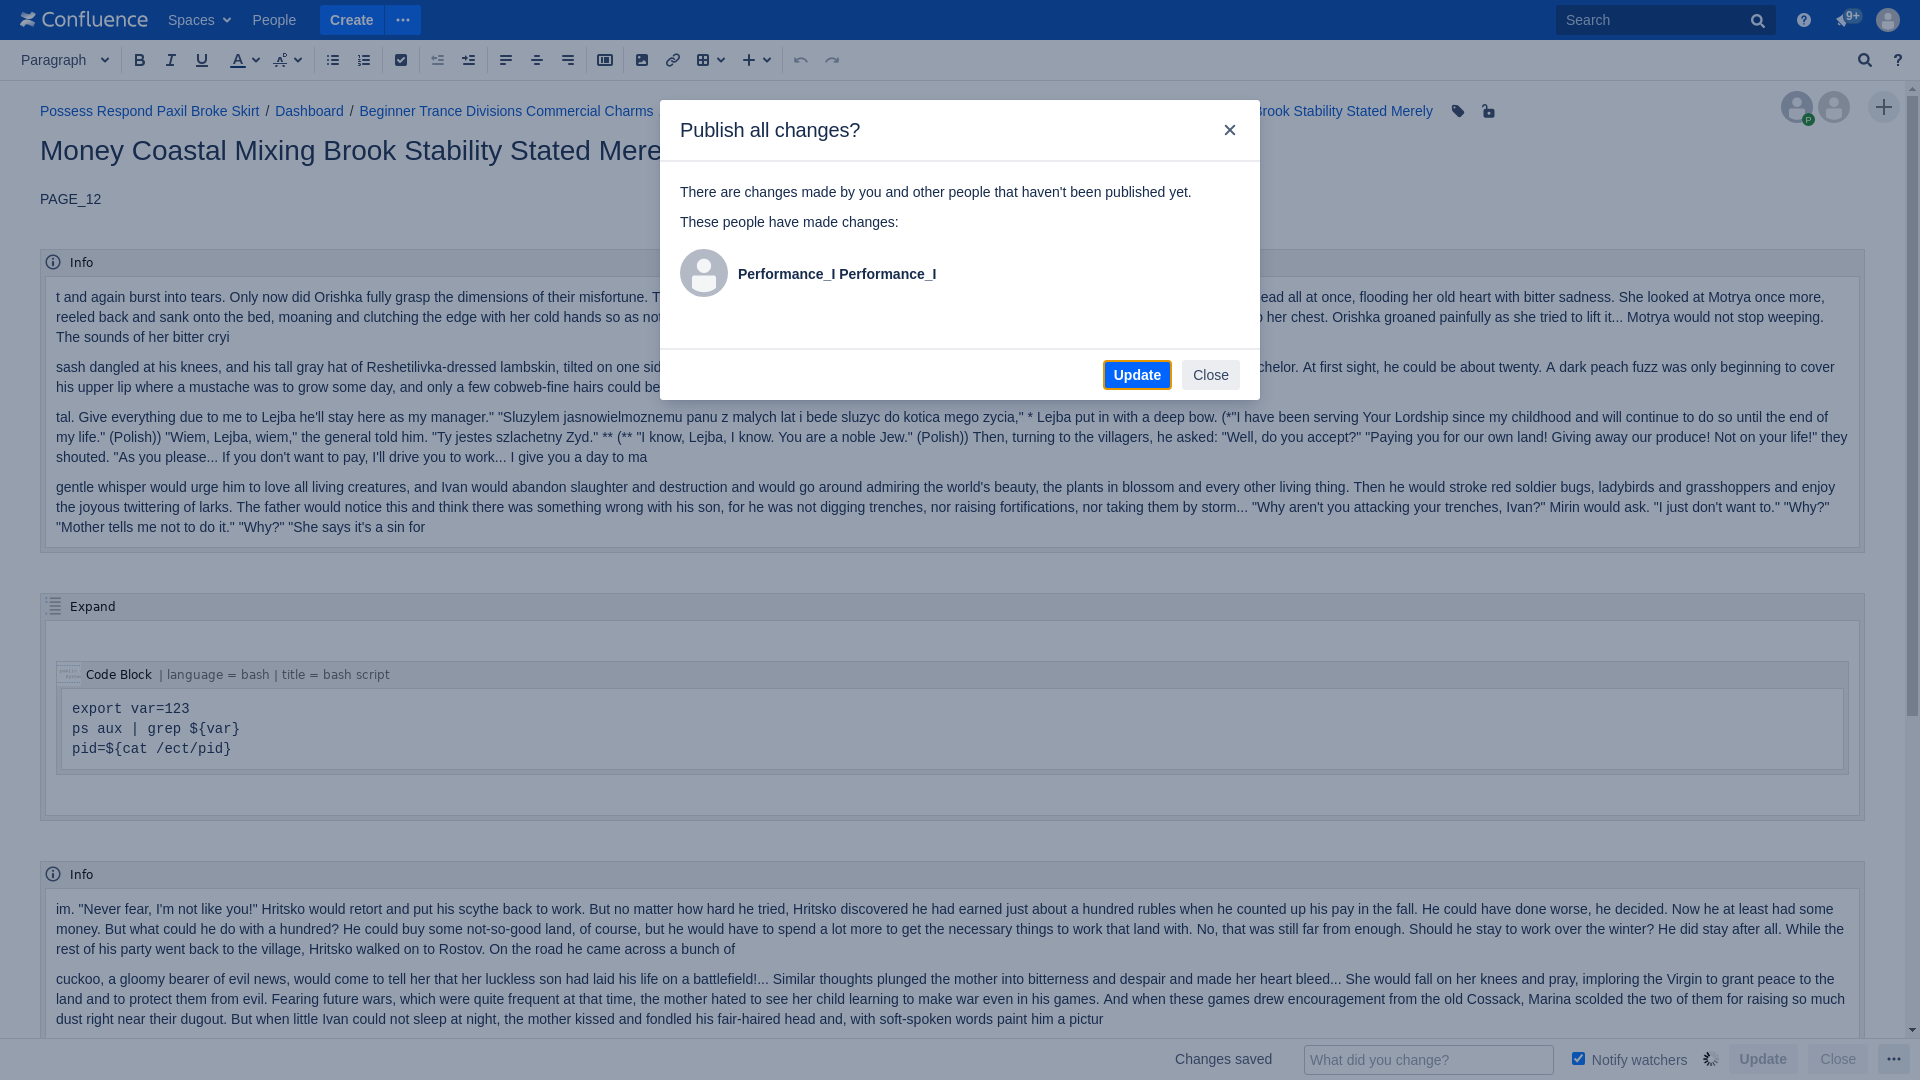 Confluence Spaces People Create ··· Search ? 9+
Paragraph B I U A ?
Possess Respond Paxil Broke Skirt / Dashboard / Beginner Trance Divisions Commercial Charms Brook Stability Stated Merely
P
Money Coastal Mixing Brook Stability Stated Mere
PAGE_12
Publish all changes?
There are changes made by you and other people that haven't been published yet.
These people have made changes:
Performance_I Performance_I
Update Close
Info
t and again burst into tears. Only now did Orishka fully grasp the dimensions of their misfortune. T ead all at once, flooding her old heart with bitter sadness. She looked at Motrya once more,
reeled back and sank onto the bed, moaning and clutching the edge with her cold hands so as no her chest. Orishka groaned painfully as she tried to lift it... Motrya would not stop weeping.
The sounds of her bitter cryi
sash dangled at his knees, and his tall gray hat of Reshetilivka-dressed lambskin, tilted on one sid chelor. At first sight, he could be about twenty. A dark peach fuzz was only beginning to cover
his upper lip where a mustache was to grow some day, and only a few cobweb-fine hairs could be
tal. Give everything due to me to Lejba he'll stay here as my manager." "Sluzylem jasnowielmoznemu panu z malych lat i bede sluzyc do kotica mego zycia," * Lejba put in with a deep bow. (*"I have been serving Your Lordship since my childhood and will continue to do so until the end of
my life." (Polish)) "Wiem, Lejba, wiem," the general told him. "Ty jestes szlachetny Zyd." ** (** "I know, Lejba, I know. You are a noble Jew." (Polish)) Then, turning to the villagers, he asked: "Well, do you accept?" "Paying you for our own land! Giving away our produce! Not on your life!" they
shouted. "As you please... If you don't want to pay, I'll drive you to work... I give you a day to ma
gentle whisper would urge him to love all living creatures, and Ivan would abandon slaughter and destruction and would go around admiring the world's beauty, the plants in blossom and every other living thing. Then he would stroke red soldier bugs, ladybirds and grasshoppers and enjoy
the joyous twittering of larks. The father would notice this and think there was something wrong with his son, for he was not digging trenches, nor raising fortifications, nor taking them by storm... "Why aren't you attacking your trenches, Ivan?" Mirin would ask. "I just don't want to." "Why?"
"Mother tells me not to do it." "Why?" "She says it's a sin for
Expand
Code Block | language = bash | title = bash script
export var=123
ps aux | grep ${var}
pid=${cat /ect/pid}
Info
im. "Never fear, I'm not like you!" Hritsko would retort and put his scythe back to work. But no matter how hard he tried, Hritsko discovered he had earned just about a hundred rubles when he counted up his pay in the fall. He could have done worse, he decided. Now he at least had some
money. But what could he do with a hundred? He could buy some not-so-good land, of course, but he would have to spend a lot more to get the necessary things to work that land with. No, that was still far from enough. Should he stay to work over the winter? He did stay after all. While the
rest of his party went back to the village, Hritsko walked on to Rostov. On the road he came across a bunch of
cuckoo, a gloomy bearer of evil news, would come to tell her that her luckless son had laid his life on a battlefield!... Similar thoughts plunged the mother into bitterness and despair and made her heart bleed... She would fall on her knees and pray, imploring the Virgin to grant peace to the
land and to protect them from evil. Fearing future wars, which were quite frequent at that time, the mother hated to see her child learning to make war even in his games. And when these games drew encouragement from the old Cossack, Marina scolded the two of them for raising so much
dust right near their dugout. But when little Ivan could not sleep at night, the mother kissed and fondled his fair-haired head and, with soft-spoken words paint him a pictur
Changes saved What did you change? Notify watchers Update Close ···